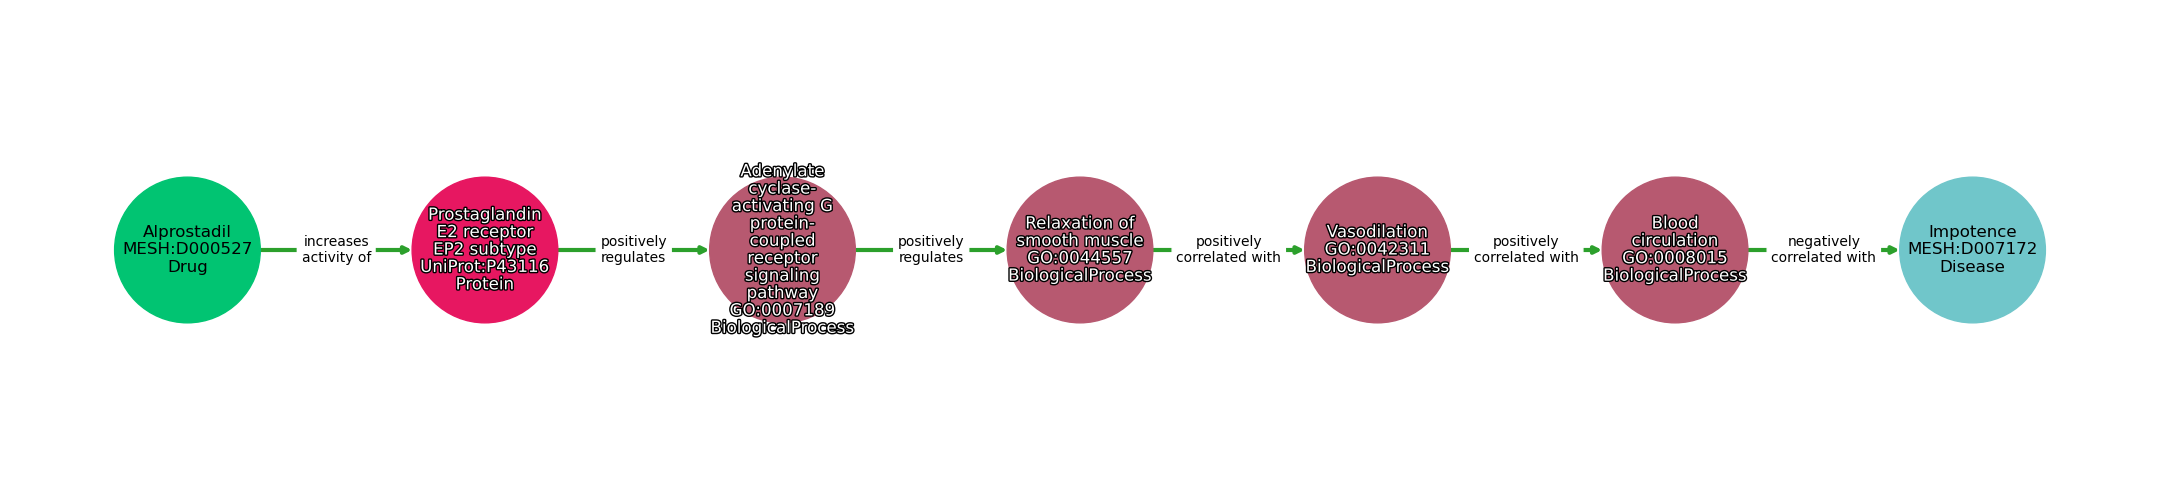 Alprostadil
MESH:D000527
Drug
increases
activity of
Prostaglandin
E2 receptor
EP2 subtype
UniProt:P43116
Protein
positively
regulates
Adenylate
cyclase-
activating G
protein-
coupled
receptor
signaling
pathway
GO:0007189
BiologicalProcess
positively
regulates
Relaxation of
smooth muscle
GO:0044557
BiologicalProcess
positively
correlated with
Vasodilation
GO:0042311
BiologicalProcess
positively
correlated with
Blood
circulation
GO:0008015
BiologicalProcess
negatively
correlated with
Impotence
MESH:D007172
Disease